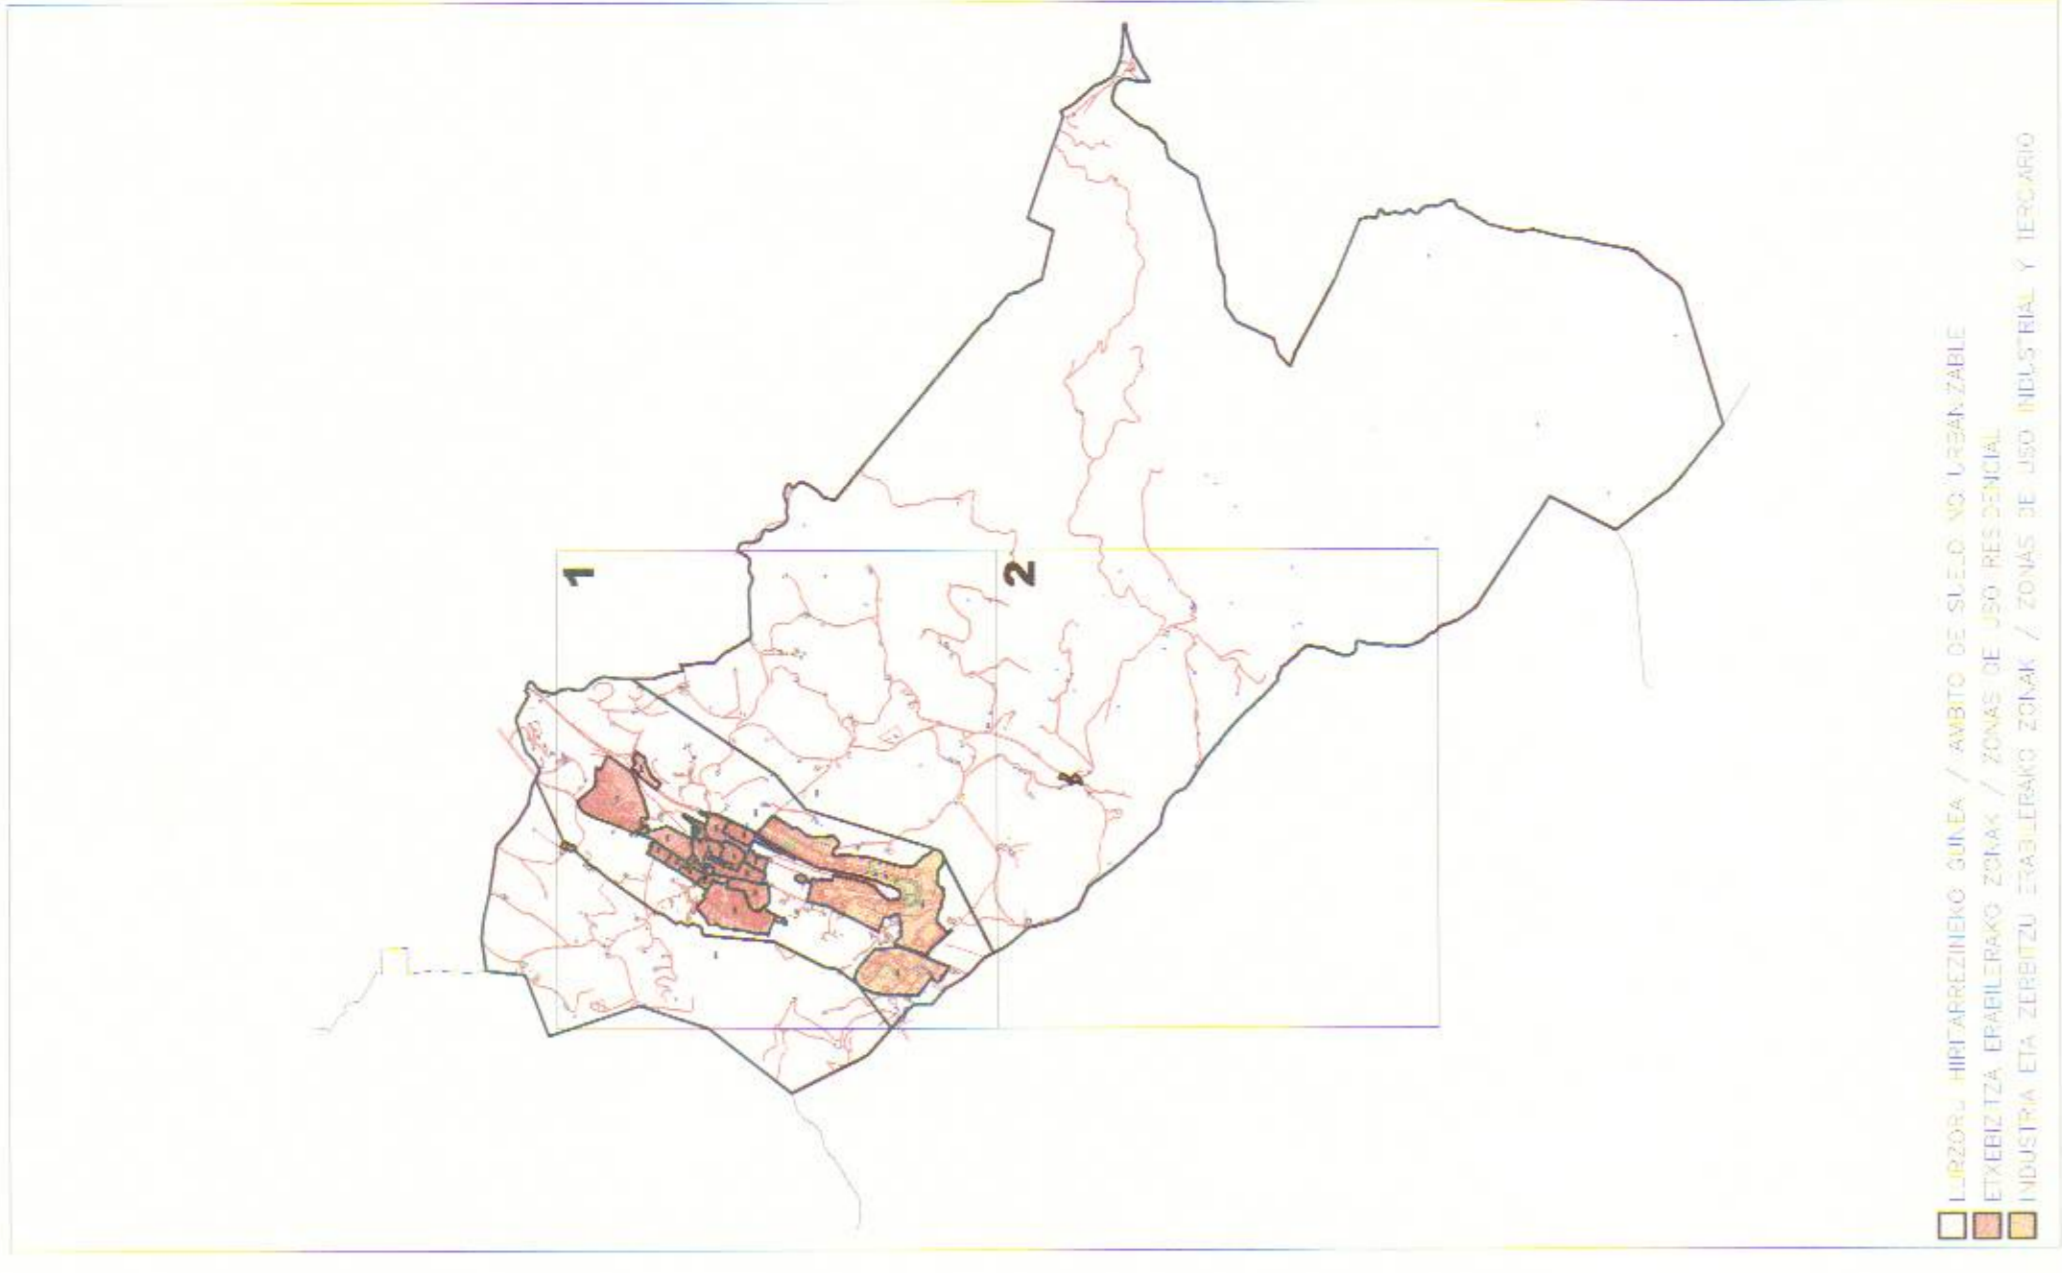 1
2
LURZORU HIRITARREZINEKO GUNEA / AMBITO DE SUELO NO URBANIZABLE
ETXEBIZITZA ERABILERAKO ZONAK / ZONAS DE USO RESIDENCIAL
INDUSTRIA ETA ZERBITZU ERABILERAKO ZONAK / ZONAS DE USO INDUSTRIAL Y TERCIARIO